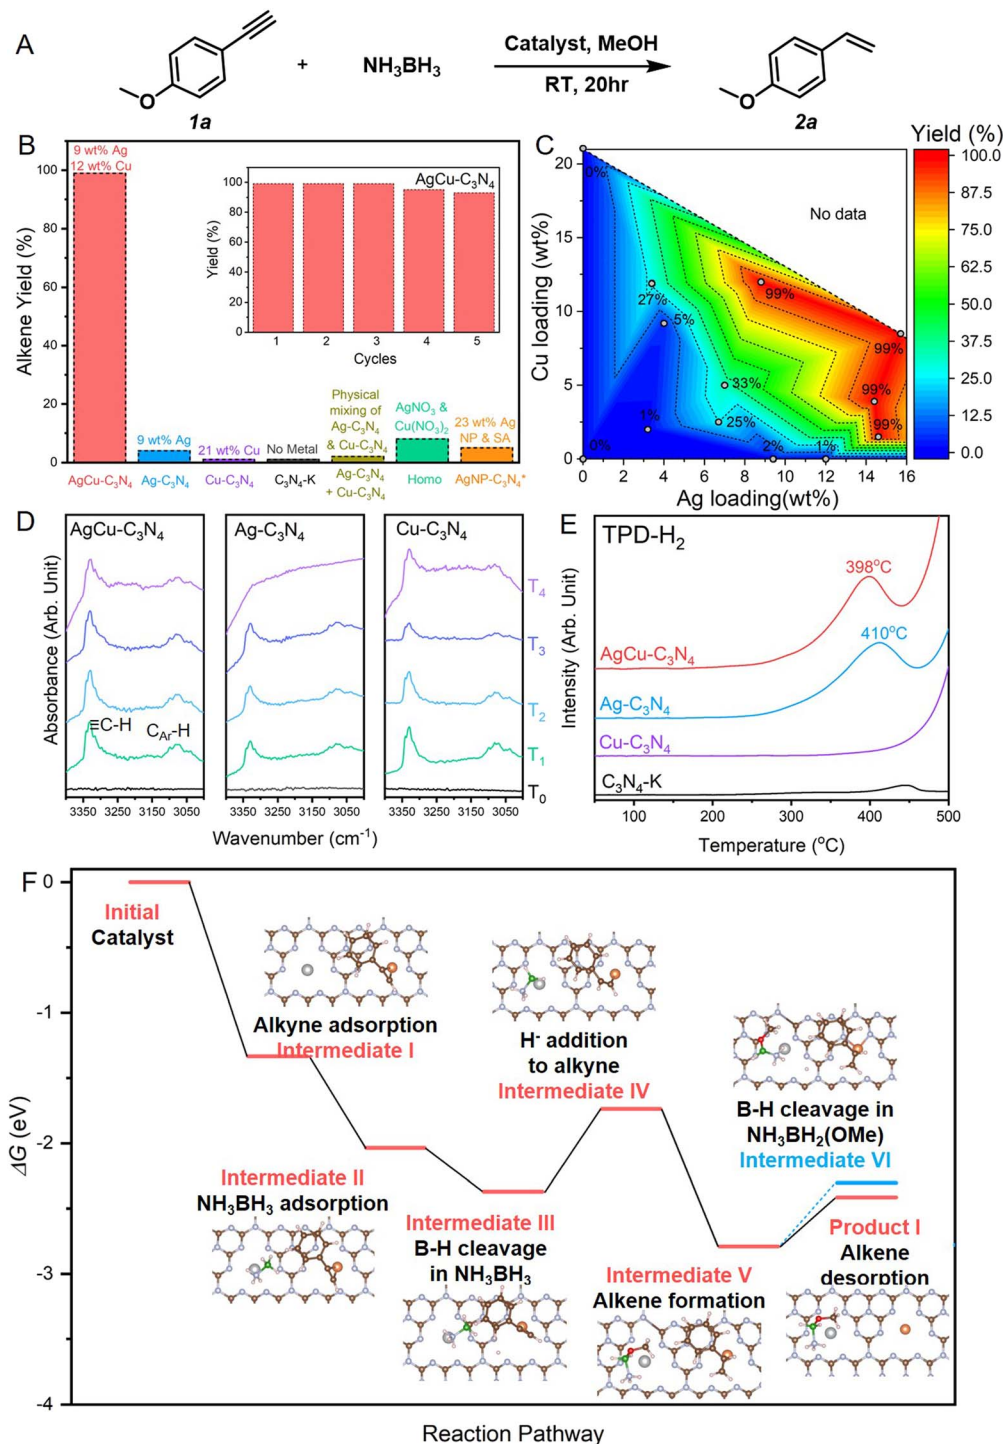 A
O
1a
+
NH₃BH₃
Catalyst, MeOH
RT, 20hr
O
2a
B
Alkene Yield (%)
100
80
60
40
20
0
9 wt% Ag
12 wt% Cu
9 wt% Ag
21 wt% Cu
No Metal
Physical
mixing of
Ag-C₃N₄
& Cu-C₃N₄
AgNO₃ &
Cu(NO₃)₂
23 wt% Ag
NP & SA
AgCu-C₃N₄
Ag-C₃N₄
Cu-C₃N₄
C₃N₄-K
Ag-C₃N₄
+ Cu-C₃N₄
Homo
AgNP-C₃N₄*
AgCu-C₃N₄
Yield (%)
100
80
60
40
20
0
1 2 3 4 5
Cycles
C
Cu loading (wt%)
20
15
10
5
0
0%
27%
5%
99%
99%
33%
99%
25%
99%
1%
0%
2%
1%
No data
0 2 4 6 8 10 12 14 16
Ag loading(wt%)
Yield (%)
100.0
87.5
75.0
62.5
50.0
37.5
25.0
12.5
0.0
D
Absorbance (Arb. Unit)
AgCu-C₃N₄
Ag-C₃N₄
Cu-C₃N₄
≡C-H
C_Ar-H
T₄
T₃
T₂
T₁
T₀
3350 3250 3150 3050
3350 3250 3150 3050
3350 3250 3150 3050
Wavenumber (cm⁻¹)
E
TPD-H₂
Intensity (Arb. Unit)
398°C
410°C
AgCu-C₃N₄
Ag-C₃N₄
Cu-C₃N₄
C₃N₄-K
100 200 300 400 500
Temperature (°C)
F
ΔG (eV)
0
-1
-2
-3
-4
Initial
Catalyst
Alkyne adsorption
Intermediate I
Intermediate II
NH₃BH₃ adsorption
Intermediate III
B-H cleavage
in NH₃BH₃
H⁻ addition
to alkyne
Intermediate IV
Intermediate V
Alkene formation
B-H cleavage in
NH₃BH₂(OMe)
Intermediate VI
Product I
Alkene
desorption
Reaction Pathway